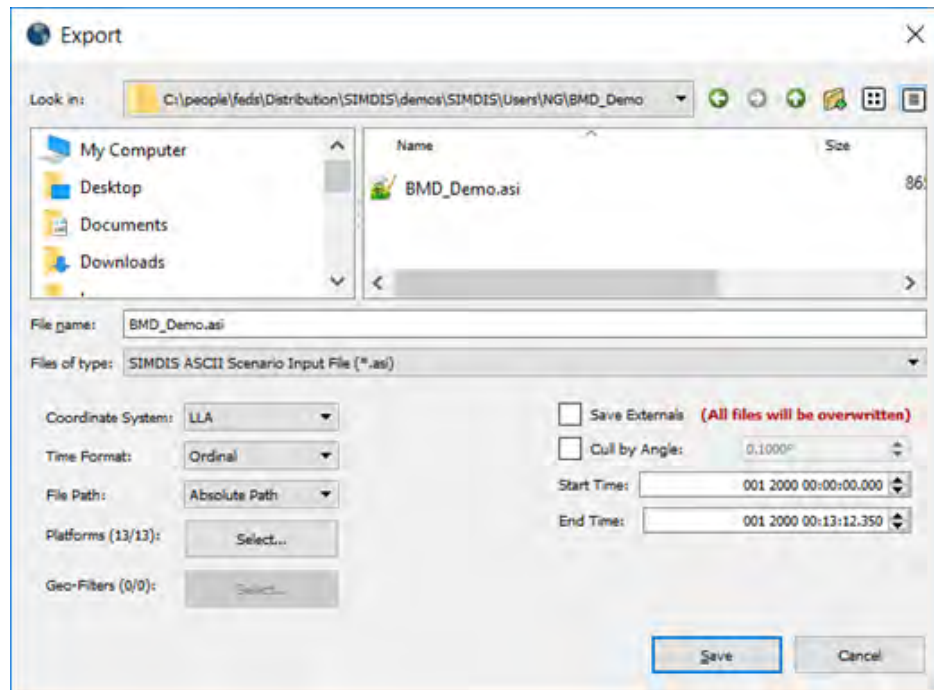 Export
Look in: C:\people\feds\Distribution\SIMDIS\demos\SIMDIS\Users\NG\BMD_Demo
My Computer
Desktop
Documents
Downloads
Name Size
BMD_Demo.asi 86
File name: BMD_Demo.asi
Files of type: SIMDIS ASCII Scenario Input File (*.asi)
Coordinate System: LLA
Time Format: Ordinal
File Path: Absolute Path
Platforms (13/13): Select...
Geo-Filters (0/0): Select...
Save Externals (All files will be overwritten)
Cull by Angle: 0.1000°
Start Time: 001 2000 00:00:00.000
End Time: 001 2000 00:13:12.350
Save Cancel